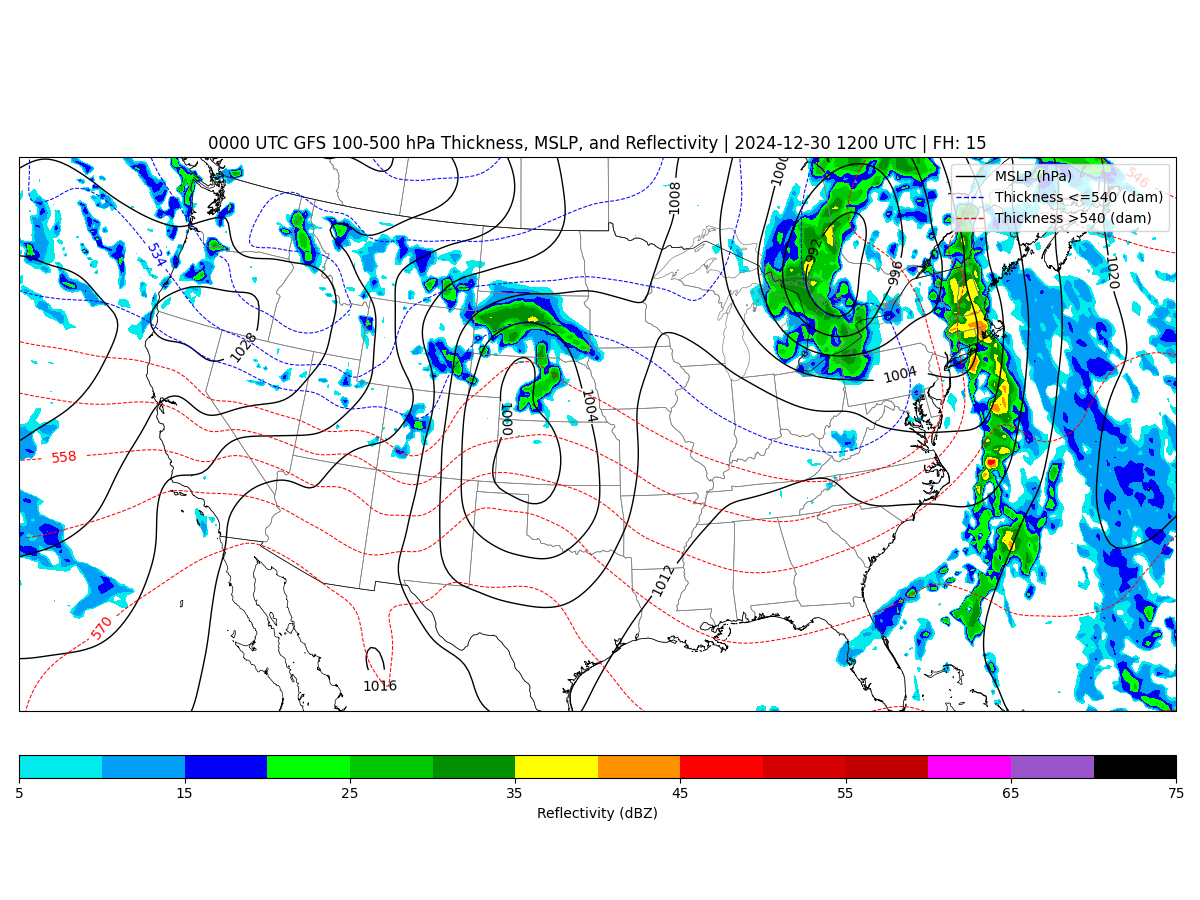 0000 UTC GFS 100-500 hPa Thickness, MSLP, and Reflectivity | 2024-12-30 1200 UTC | FH: 15
MSLP (hPa)
Thickness <=540 (dam)
Thickness >540 (dam)
546
1000
1008
534
992
996
1020
1028
1004
1004
1000
558
1012
570
1016
5 15 25 35 45 55 65 75
Reflectivity (dBZ)